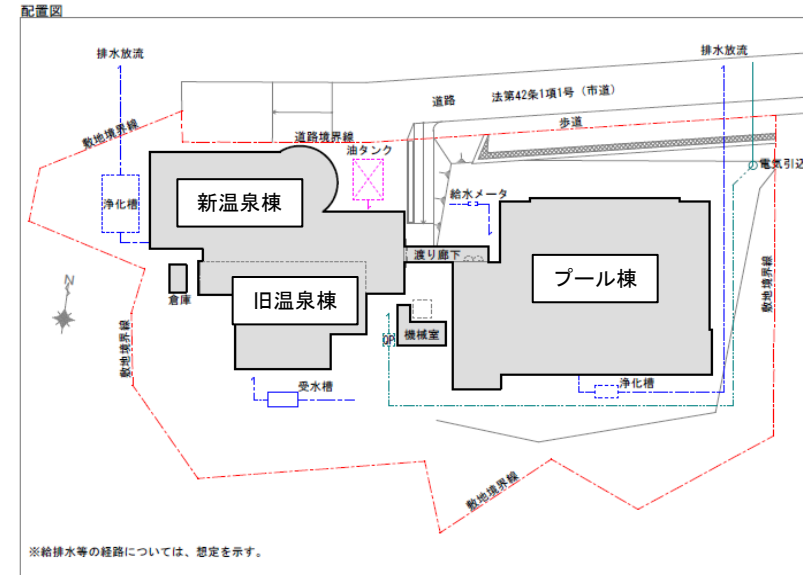 配置図
排水放流
排水放流
道路 法第42条1項1号（市道）
歩道
敷地境界線
道路境界線
油タンク
電気引込
浄化槽
新温泉棟
給水メータ
渡り廊下
プール棟
敷地境界線
N
倉庫
旧温泉棟
機械室
OP
敷地境界線
受水槽
浄化槽
敷地境界線
※給排水等の経路については、想定を示す。